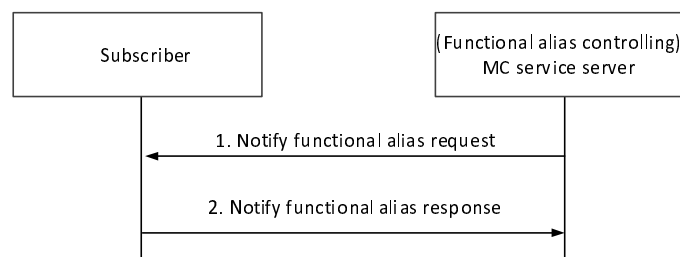 Subscriber
(Functional alias controlling)
MC service server
1. Notify functional alias request
2. Notify functional alias response